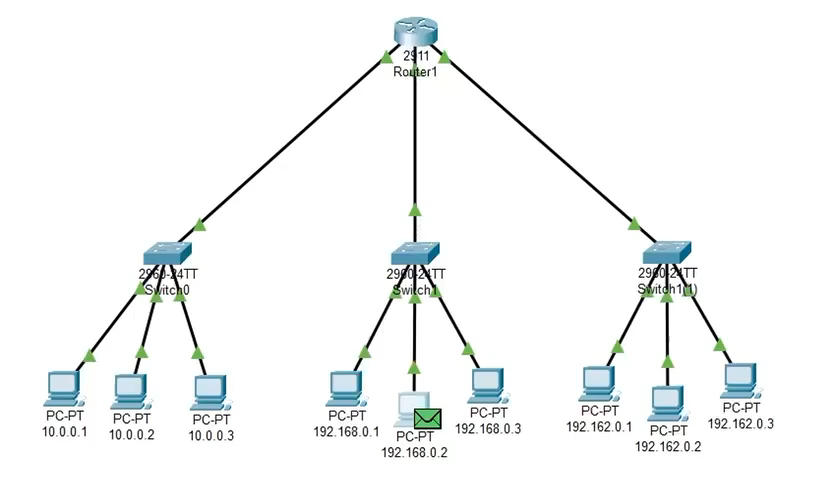 2911
Router1
2960-24TT
Switch0
2960-24TT
Switch1
2960-24TT
Switch1(1)
PC-PT
10.0.0.1
PC-PT
10.0.0.2
PC-PT
10.0.0.3
PC-PT
192.168.0.1
PC-PT
192.168.0.2
PC-PT
192.168.0.3
PC-PT
192.162.0.1
PC-PT
192.162.0.2
PC-PT
192.162.0.3